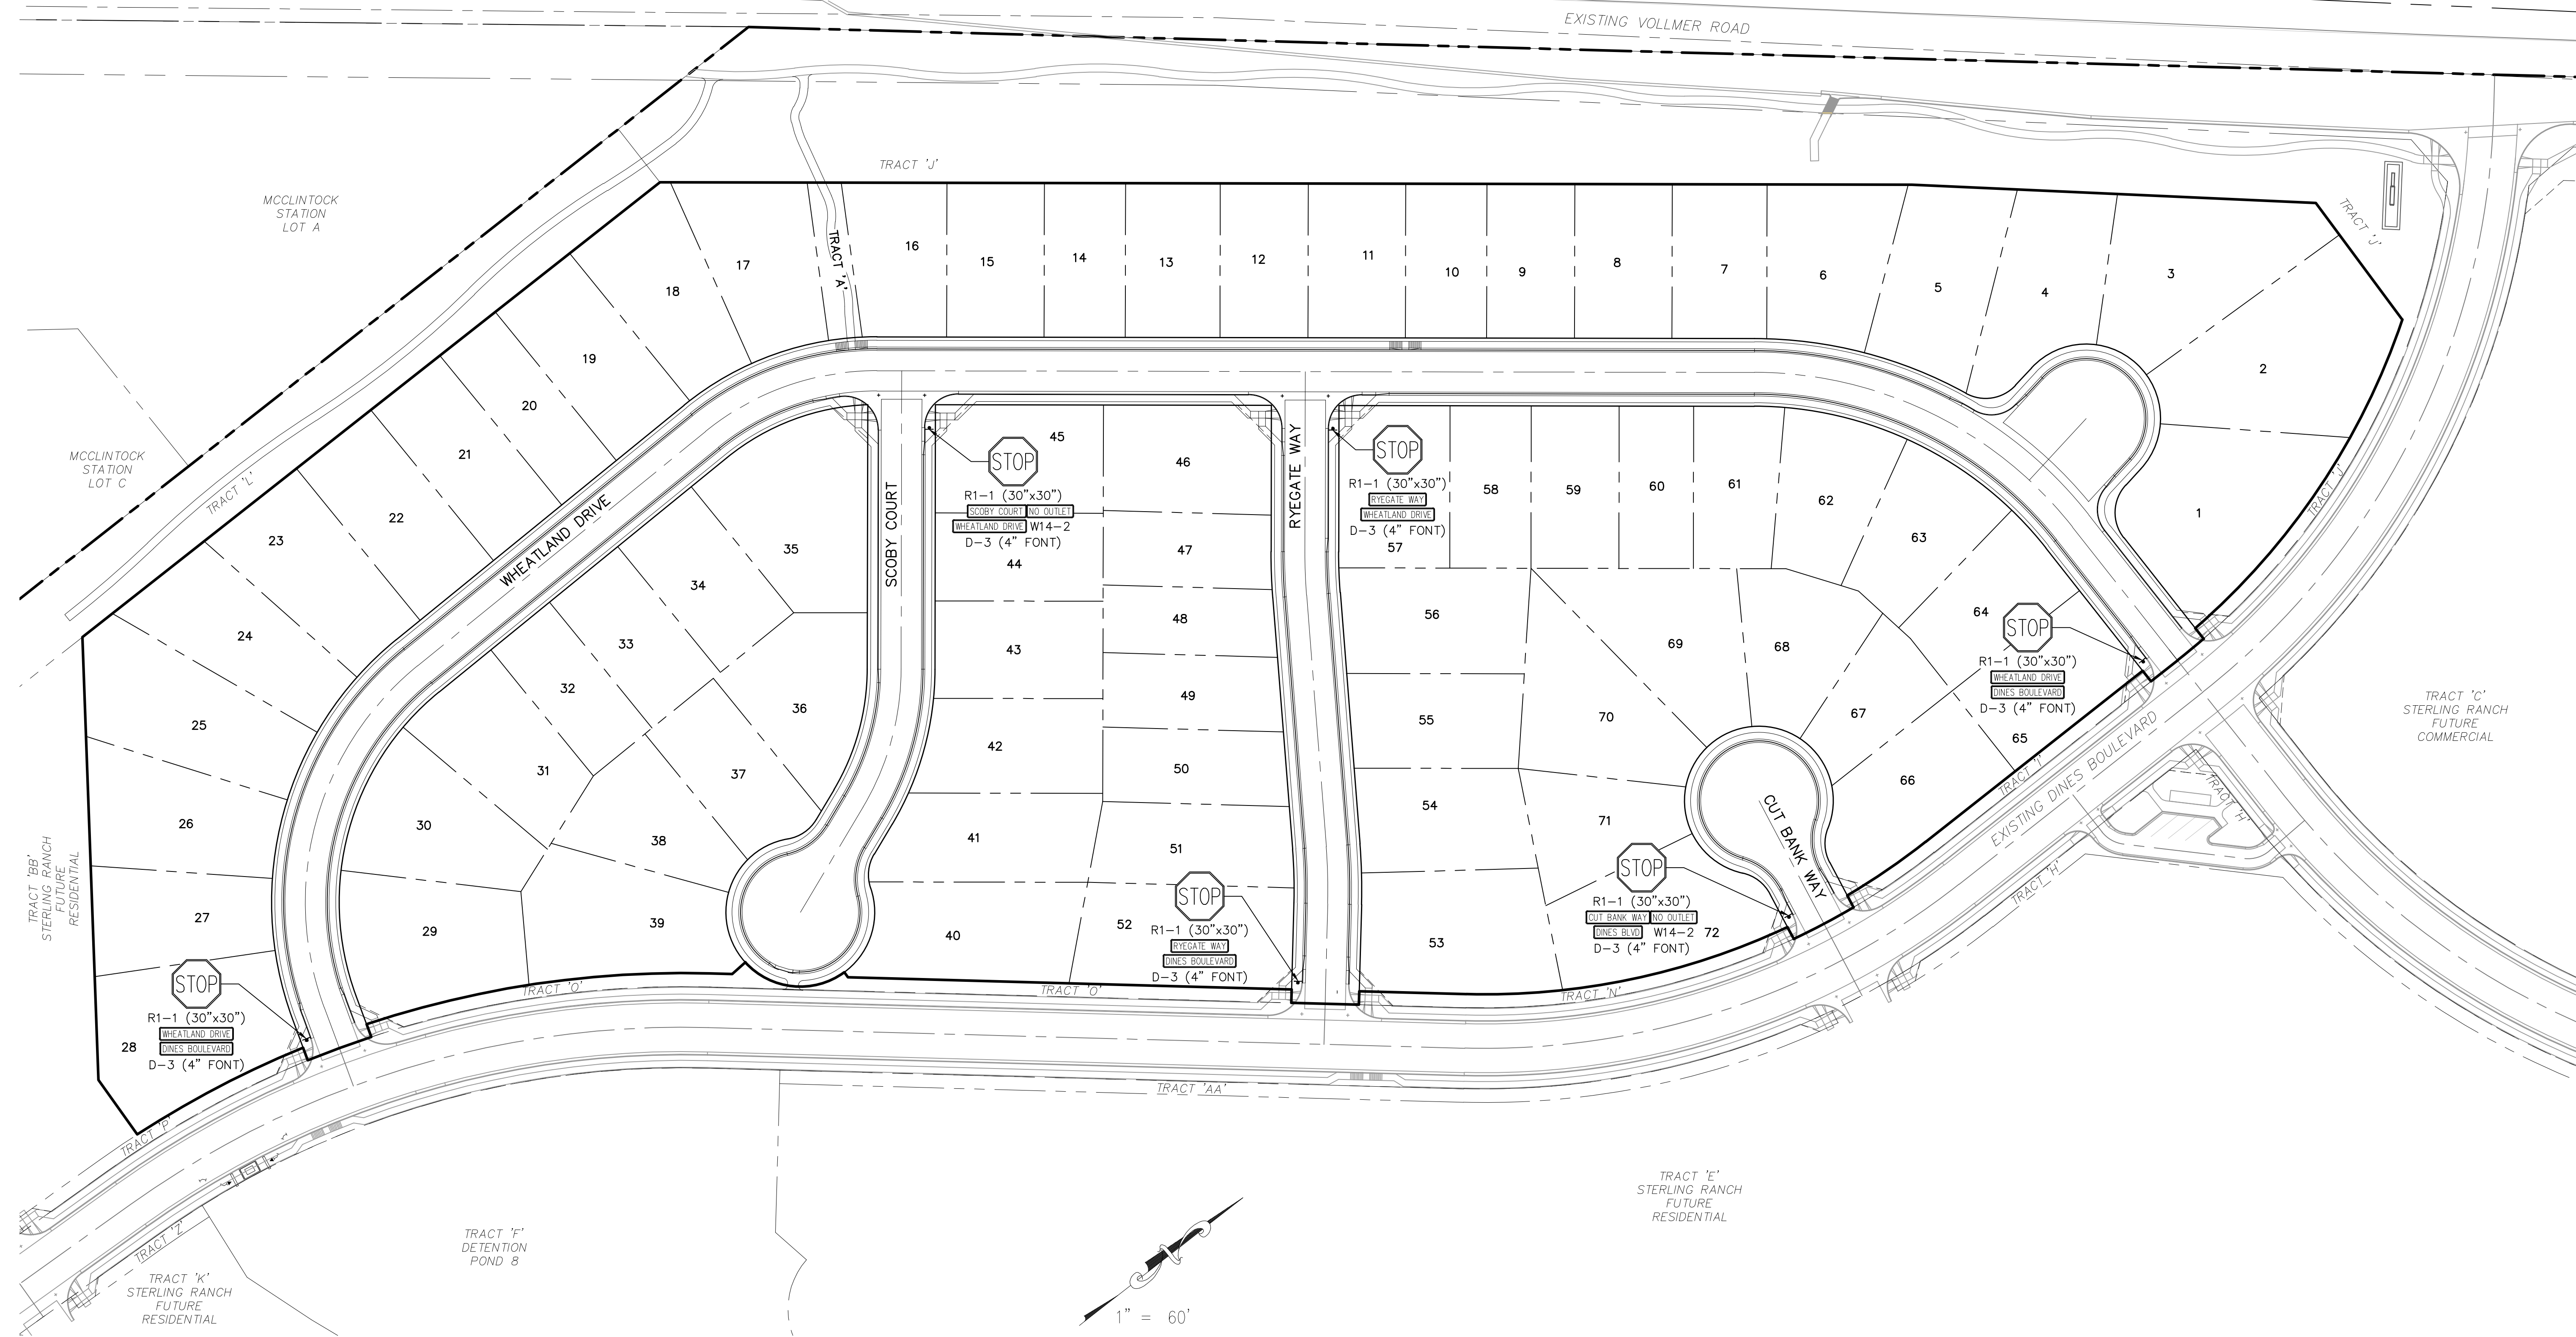 EXISTING VOLLMER ROAD
TRACT 'J'
MCCLINTOCK
STATION
LOT A
TRACT 'J'
TRACT 'A'
16
15
14
13
12
11
10
9
8
7
6
5
4
3
2
1
17
18
19
20
21
22
23
24
25
26
27
28
MCCLINTOCK
STATION
LOT C
TRACT 'L'
WHEATLAND DRIVE
SCOBY COURT
RYEGATE WAY
CUT BANK WAY
TRACT 'J'
35
34
33
32
31
30
29
36
37
38
39
45
STOP
R1-1 (30"x30")
SCOBY COURT NO OUTLET
WHEATLAND DRIVE W14-2
D-3 (4" FONT)
44
43
42
41
40
46
47
48
49
50
51
52
STOP
R1-1 (30"x30")
RYEGATE WAY
WHEATLAND DRIVE
D-3 (4" FONT)
57
58
59
60
61
62
63
64
STOP
R1-1 (30"x30")
WHEATLAND DRIVE
DINES BOULEVARD
D-3 (4" FONT)
56
55
54
53
69
68
67
66
65
70
71
72
STOP
R1-1 (30"x30")
CUT BANK WAY NO OUTLET
DINES BLVD W14-2
D-3 (4" FONT)
STOP
R1-1 (30"x30")
RYEGATE WAY
DINES BOULEVARD
D-3 (4" FONT)
STOP
R1-1 (30"x30")
WHEATLAND DRIVE
DINES BOULEVARD
D-3 (4" FONT)
TRACT 'BB'
STERLING RANCH
FUTURE
RESIDENTIAL
TRACT 'C'
STERLING RANCH
FUTURE
COMMERCIAL
TRACT 'I'
EXISTING DINES BOULEVARD
TRACT 'H'
TRACT 'H'
TRACT 'O'
TRACT 'O'
TRACT 'N'
TRACT 'AA'
TRACT 'P'
TRACT 'Z'
TRACT 'K'
STERLING RANCH
FUTURE
RESIDENTIAL
TRACT 'F'
DETENTION
POND 8
TRACT 'E'
STERLING RANCH
FUTURE
RESIDENTIAL
N
1" = 60'